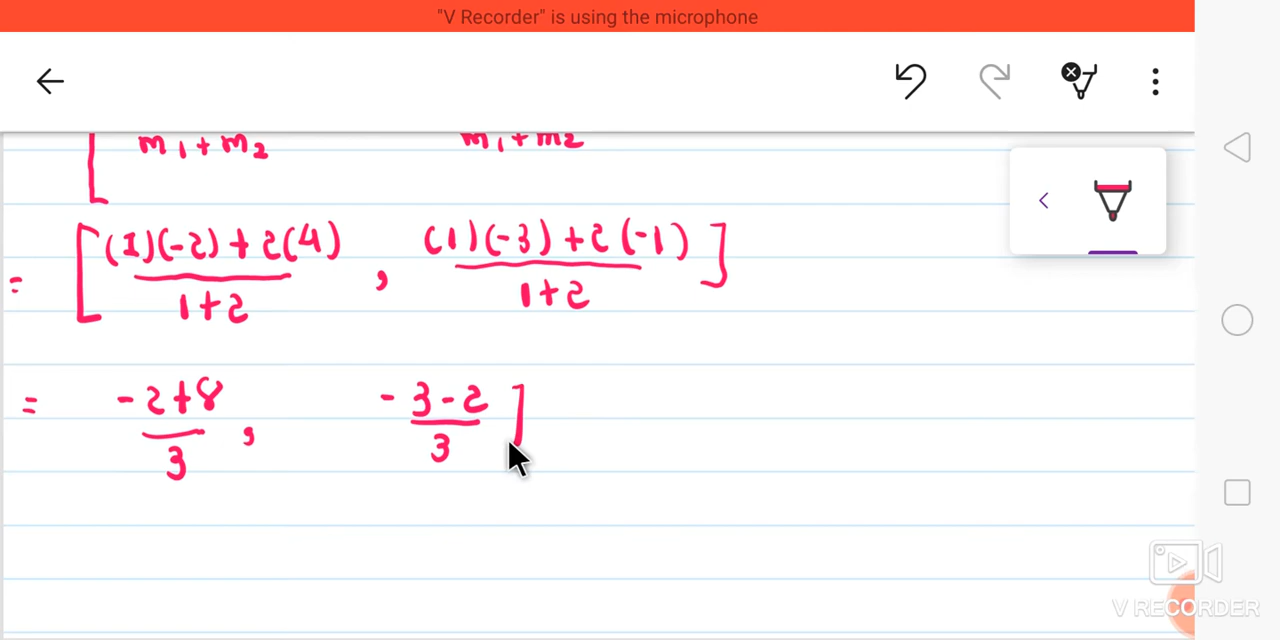 "V Recorder" is using the microphone
[ m₁ + m₂ m₁ + m₂
= [ (1)(-2) + 2(4) / 1+2 , (1)(-3) + 2(-1) / 1+2 ]
= -2+8 / 3 , -3-2 / 3 ]
V RECORDER